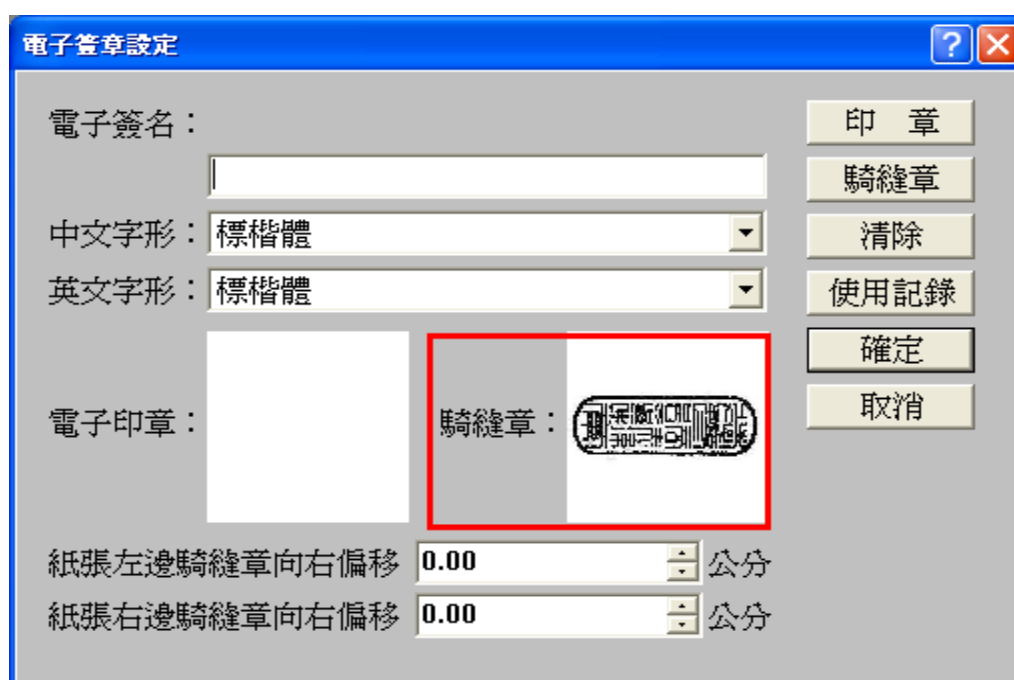 電子簽章設定
電子簽名：
印　章
騎縫章
中文字形：標楷體
清除
英文字形：標楷體
使用記錄
確定
取消
電子印章：
騎縫章：
紙張左邊騎縫章向右偏移 0.00 公分
紙張右邊騎縫章向右偏移 0.00 公分